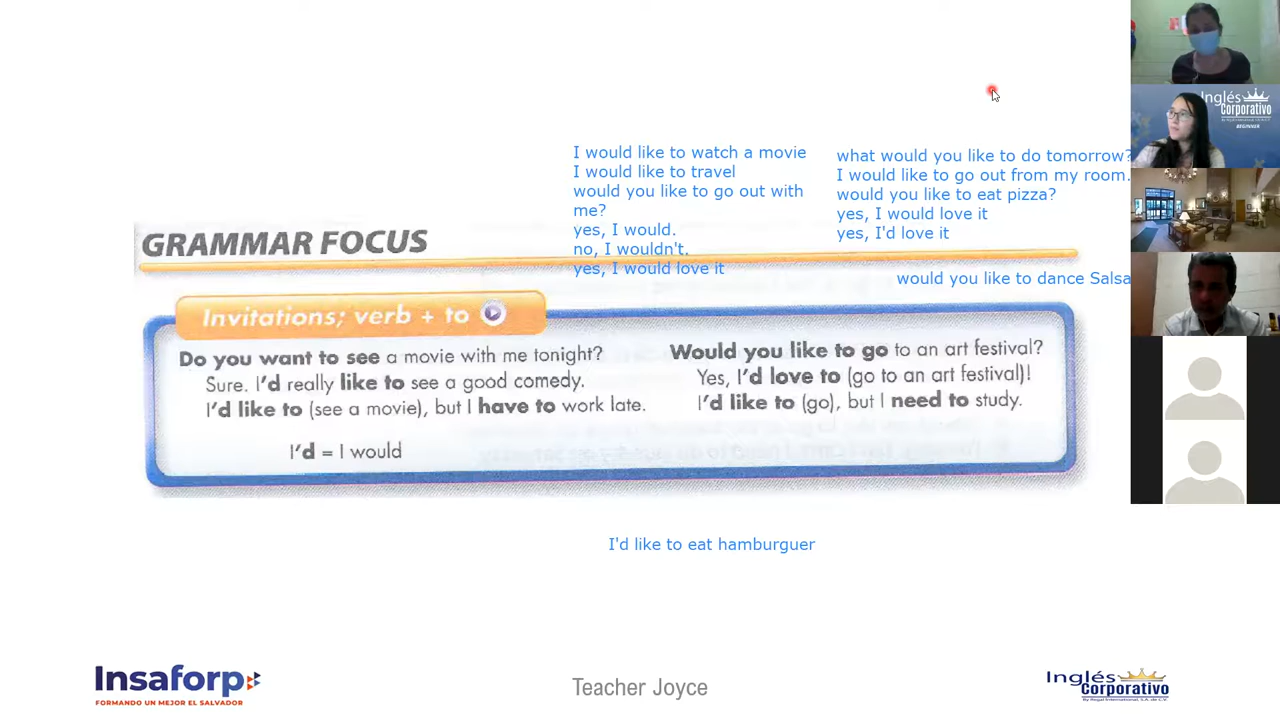 I would like to watch a movie
I would like to travel
would you like to go out with
me?
yes, I would.
no, I wouldn't.
yes, I would love it
what would you like to do tomorrow?
I would like to go out from my room.
would you like to eat pizza?
yes, I would love it
yes, I'd love it
would you like to dance Salsa
GRAMMAR FOCUS
Invitations; verb + to
Do you want to see a movie with me tonight?
Sure. I'd really like to see a good comedy.
I'd like to (see a movie), but I have to work late.
I'd = I would
Would you like to go to an art festival?
Yes, I'd love to (go to an art festival)!
I'd like to (go), but I need to study.
I'd like to eat hamburguer
Insaforp
FORMANDO UN MEJOR EL SALVADOR
Teacher Joyce
Inglés
Corporativo
By Regal International, S.A. de C.V.
Inglés
Corporativo
BEGINNER